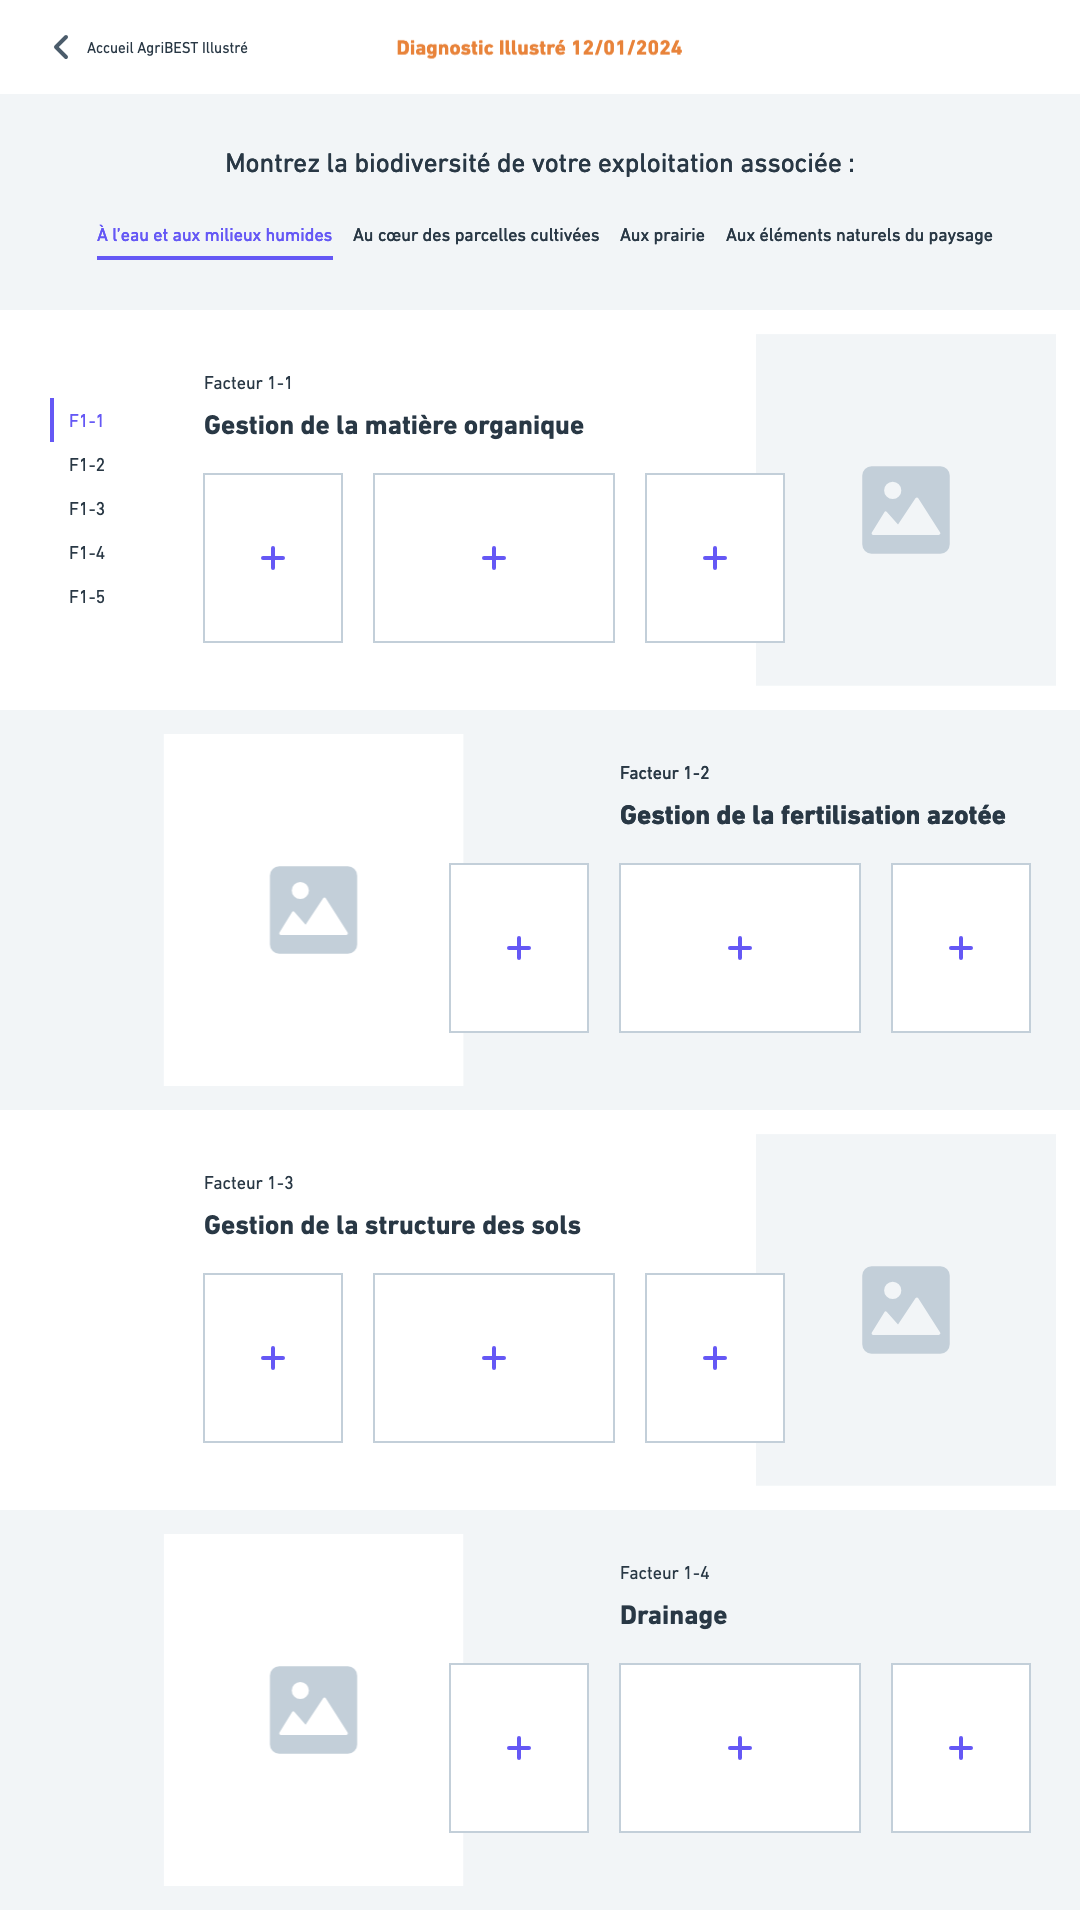 Accueil AgriBEST Illustré
Diagnostic Illustré 12/01/2024
Montrez la biodiversité de votre exploitation associée :
À l’eau et aux milieux humides
Au cœur des parcelles cultivées
Aux prairie
Aux éléments naturels du paysage
F1-1
F1-2
F1-3
F1-4
F1-5
Facteur 1-1
Gestion de la matière organique
Facteur 1-2
Gestion de la fertilisation azotée
Facteur 1-3
Gestion de la structure des sols
Facteur 1-4
Drainage